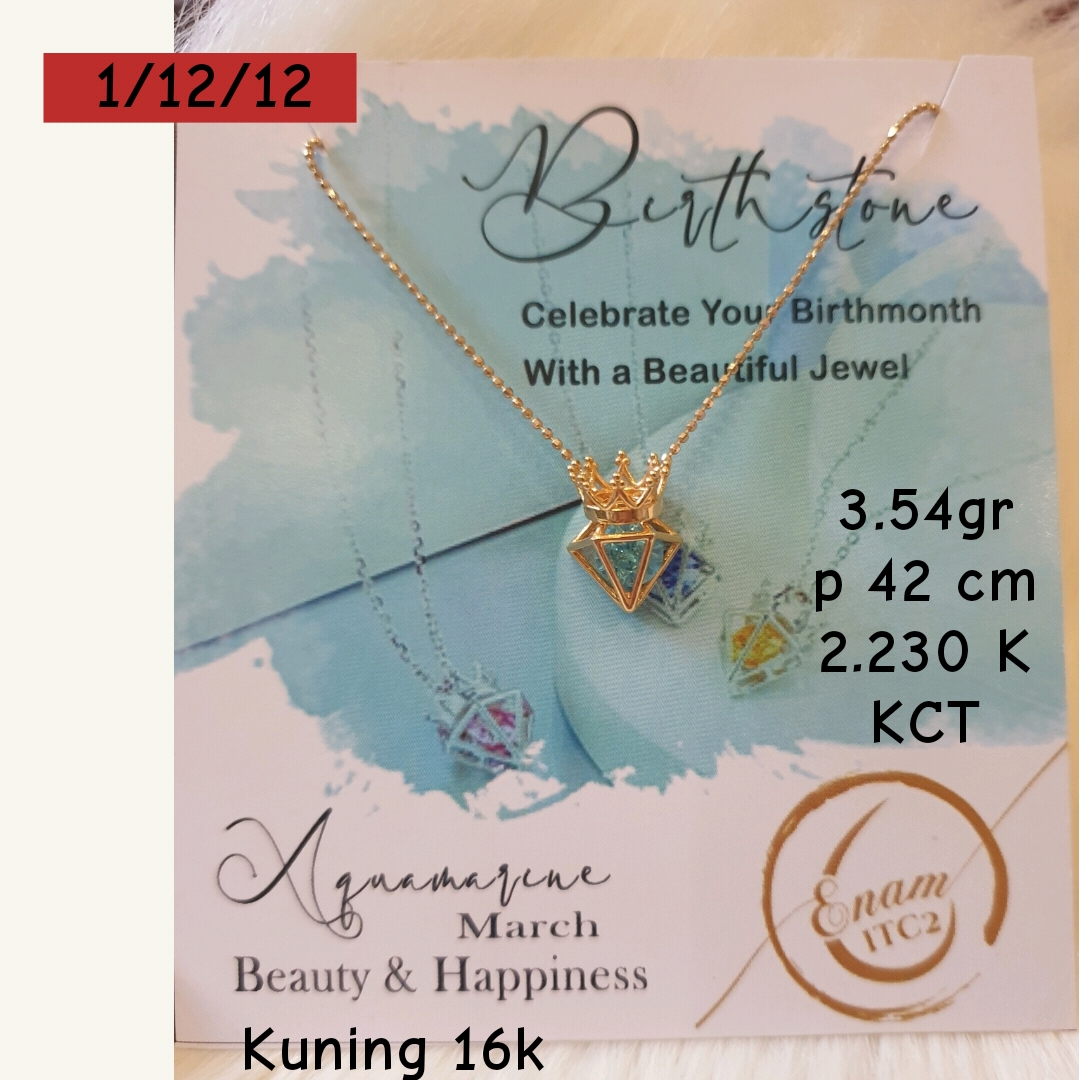 1/12/12
Birthstone
Celebrate Your Birthmonth
With a Beautiful Jewel
3.54gr
p 42 cm
2.230 K
KCT
Aquamarine
March
Beauty & Happiness
Enam
ITC2
Kuning 16k